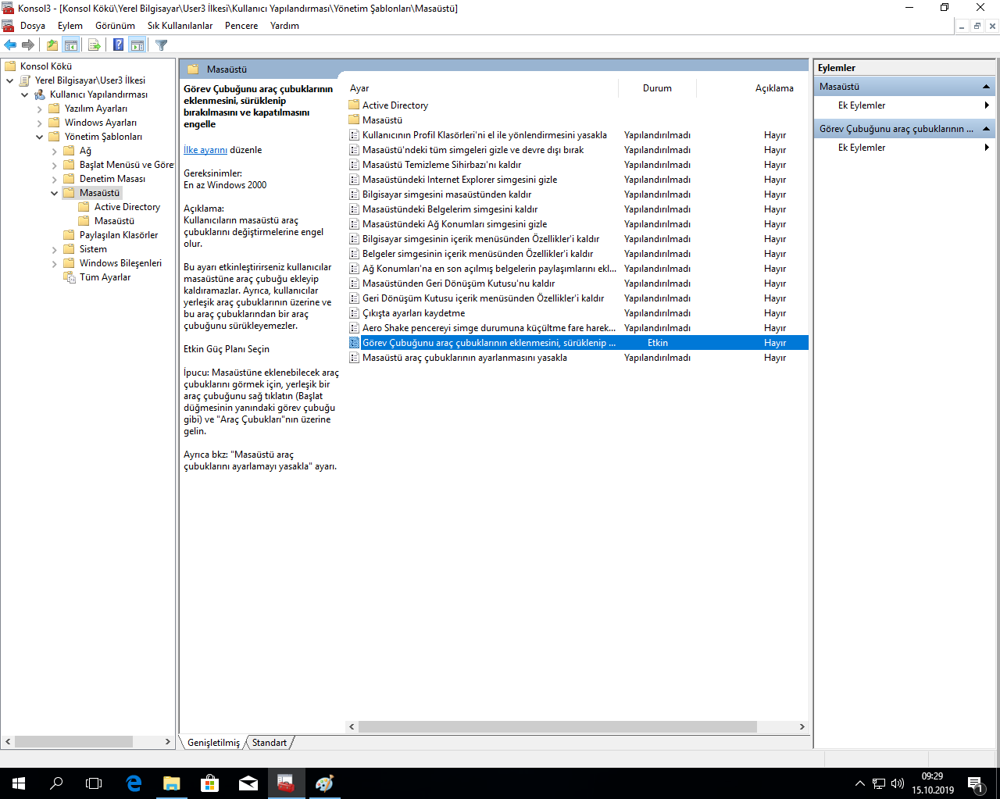 Konsol3 - [Konsol Kökü\Yerel Bilgisayar\User3 İlkesi\Kullanıcı Yapılandırması\Yönetim Şablonları\Masaüstü]
Dosya Eylem Görünüm Sık Kullanılanlar Pencere Yardım
Konsol Kökü
Yerel Bilgisayar\User3 İlkesi
Kullanıcı Yapılandırması
Yazılım Ayarları
Windows Ayarları
Yönetim Şablonları
Ağ
Başlat Menüsü ve Göre
Denetim Masası
Masaüstü
Active Directory
Masaüstü
Paylaşılan Klasörler
Sistem
Windows Bileşenleri
Tüm Ayarlar
Masaüstü
Görev Çubuğunu araç çubuklarının
eklenmesini, sürüklenip
bırakılmasını ve kapatılmasını
engelle
İlke ayarını düzenle
Gereksinimler:
En az Windows 2000
Açıklama:
Kullanıcıların masaüstü araç
çubuklarını değiştirmelerine engel
olur.
Bu ayarı etkinleştirirseniz kullanıcılar
masaüstüne araç çubuğu ekleyip
kaldıramazlar. Ayrıca, kullanıcılar
yerleşik araç çubuklarının üzerine ve
bu araç çubuklarından bir araç
çubuğunu sürükleyemezler.
Etkin Güç Planı Seçin
İpucu: Masaüstüne eklenebilecek araç
çubuklarını görmek için, yerleşik bir
araç çubuğunu sağ tıklatın (Başlat
düğmesinin yanındaki görev çubuğu
gibi) ve "Araç Çubukları"nın üzerine
gelin.
Ayrıca bkz: "Masaüstü araç
çubuklarını ayarlamayı yasakla" ayarı.
Ayar Durum Açıklama
Active Directory
Masaüstü
Kullanıcının Profil Klasörleri'ni el ile yönlendirmesini yasakla Yapılandırılmadı Hayır
Masaüstü'ndeki tüm simgeleri gizle ve devre dışı bırak Yapılandırılmadı Hayır
Masaüstü Temizleme Sihirbazı'nı kaldır Yapılandırılmadı Hayır
Masaüstündeki Internet Explorer simgesini gizle Yapılandırılmadı Hayır
Bilgisayar simgesini masaüstünden kaldır Yapılandırılmadı Hayır
Masaüstündeki Belgelerim simgesini kaldır Yapılandırılmadı Hayır
Masaüstündeki Ağ Konumları simgesini gizle Yapılandırılmadı Hayır
Bilgisayar simgesinin içerik menüsünden Özellikler'i kaldır Yapılandırılmadı Hayır
Belgeler simgesinin içerik menüsünden Özellikler'i kaldır Yapılandırılmadı Hayır
Ağ Konumları'na en son açılmış belgelerin paylaşımlarını ekl... Yapılandırılmadı Hayır
Masaüstünden Geri Dönüşüm Kutusu'nu kaldır Yapılandırılmadı Hayır
Geri Dönüşüm Kutusu içerik menüsünden Özellikler'i kaldır Yapılandırılmadı Hayır
Çıkışta ayarları kaydetme Yapılandırılmadı Hayır
Aero Shake pencereyi simge durumuna küçültme fare harek... Yapılandırılmadı Hayır
Görev Çubuğunu araç çubuklarının eklenmesini, sürüklenip ... Etkin Hayır
Masaüstü araç çubuklarının ayarlanmasını yasakla Yapılandırılmadı Hayır
Genişletilmiş Standart
Eylemler
Masaüstü
Ek Eylemler
Görev Çubuğunu araç çubuklarının ...
Ek Eylemler
09:29
15.10.2019
1